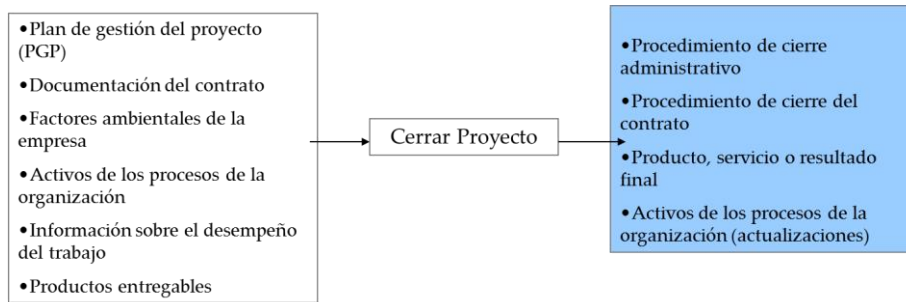 •Plan de gestión del proyecto
(PGP)
•Documentación del contrato
•Factores ambientales de la
empresa
•Activos de los procesos de la
organización
•Información sobre el desempeño
del trabajo
•Productos entregables
Cerrar Proyecto
•Procedimiento de cierre
administrativo
•Procedimiento de cierre del
contrato
•Producto, servicio o resultado
final
•Activos de los procesos de la
organización (actualizaciones)